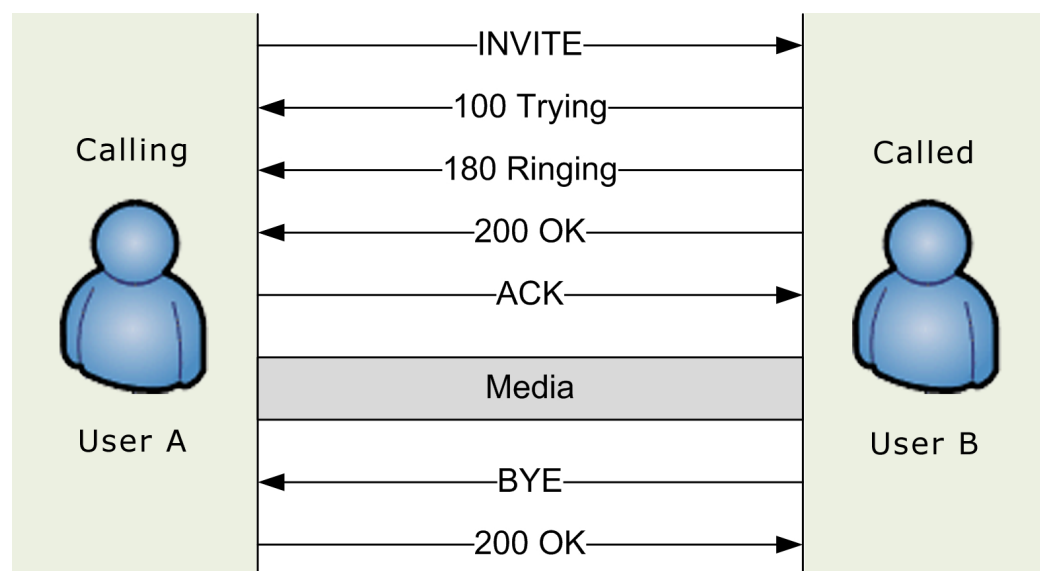 INVITE
100 Trying
180 Ringing
200 OK
ACK
Media
BYE
200 OK
Calling
User A
Called
User B